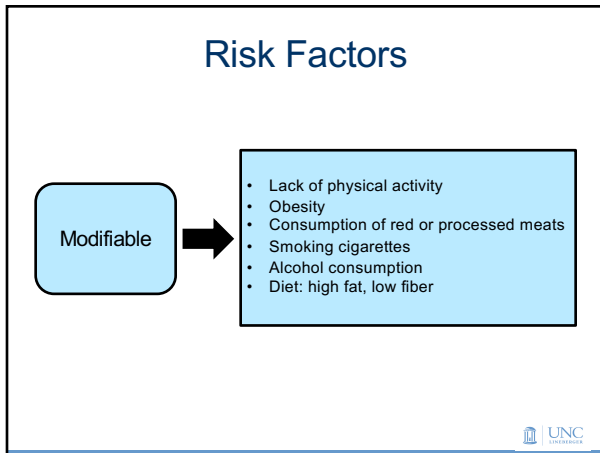 Risk Factors
Modifiable
• Lack of physical activity
• Obesity
• Consumption of red or processed meats
• Smoking cigarettes
• Alcohol consumption
• Diet: high fat, low fiber
UNC
LINEBERGER